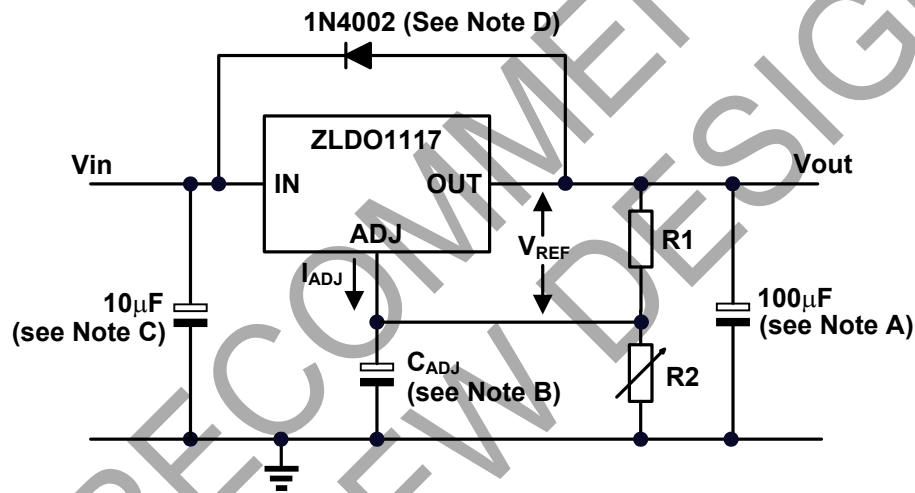 1N4002 (See Note D)
ZLDO1117
Vin
IN
OUT
Vout
ADJ
VREF
R1
IADJ
10μF
(see Note C)
100μF
(see Note A)
CADJ
(see Note B)
R2